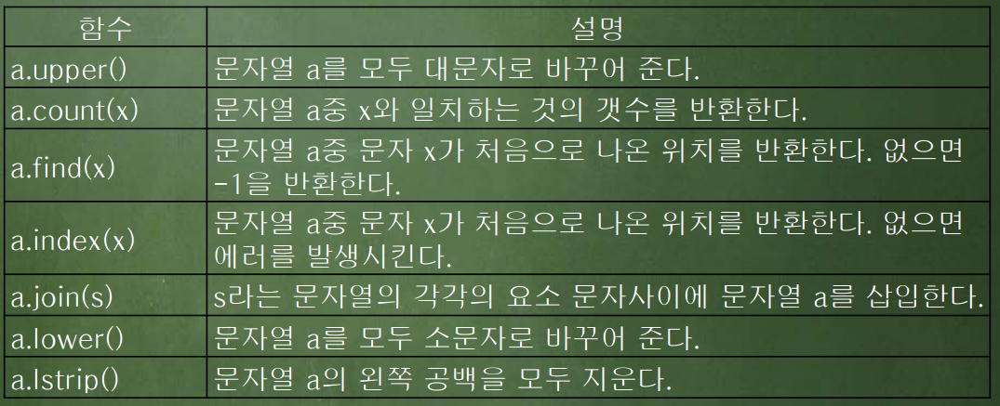 함수 설명
a.upper() 문자열 a를 모두 대문자로 바꾸어 준다.
a.count(x) 문자열 a중 x와 일치하는 것의 갯수를 반환한다.
a.find(x) 문자열 a중 문자 x가 처음으로 나온 위치를 반환한다. 없으면
-1을 반환한다.
a.index(x) 문자열 a중 문자 x가 처음으로 나온 위치를 반환한다. 없으면
에러를 발생시킨다.
a.join(s) s라는 문자열의 각각의 요소 문자사이에 문자열 a를 삽입한다.
a.lower() 문자열 a를 모두 소문자로 바꾸어 준다.
a.lstrip() 문자열 a의 왼쪽 공백을 모두 지운다.